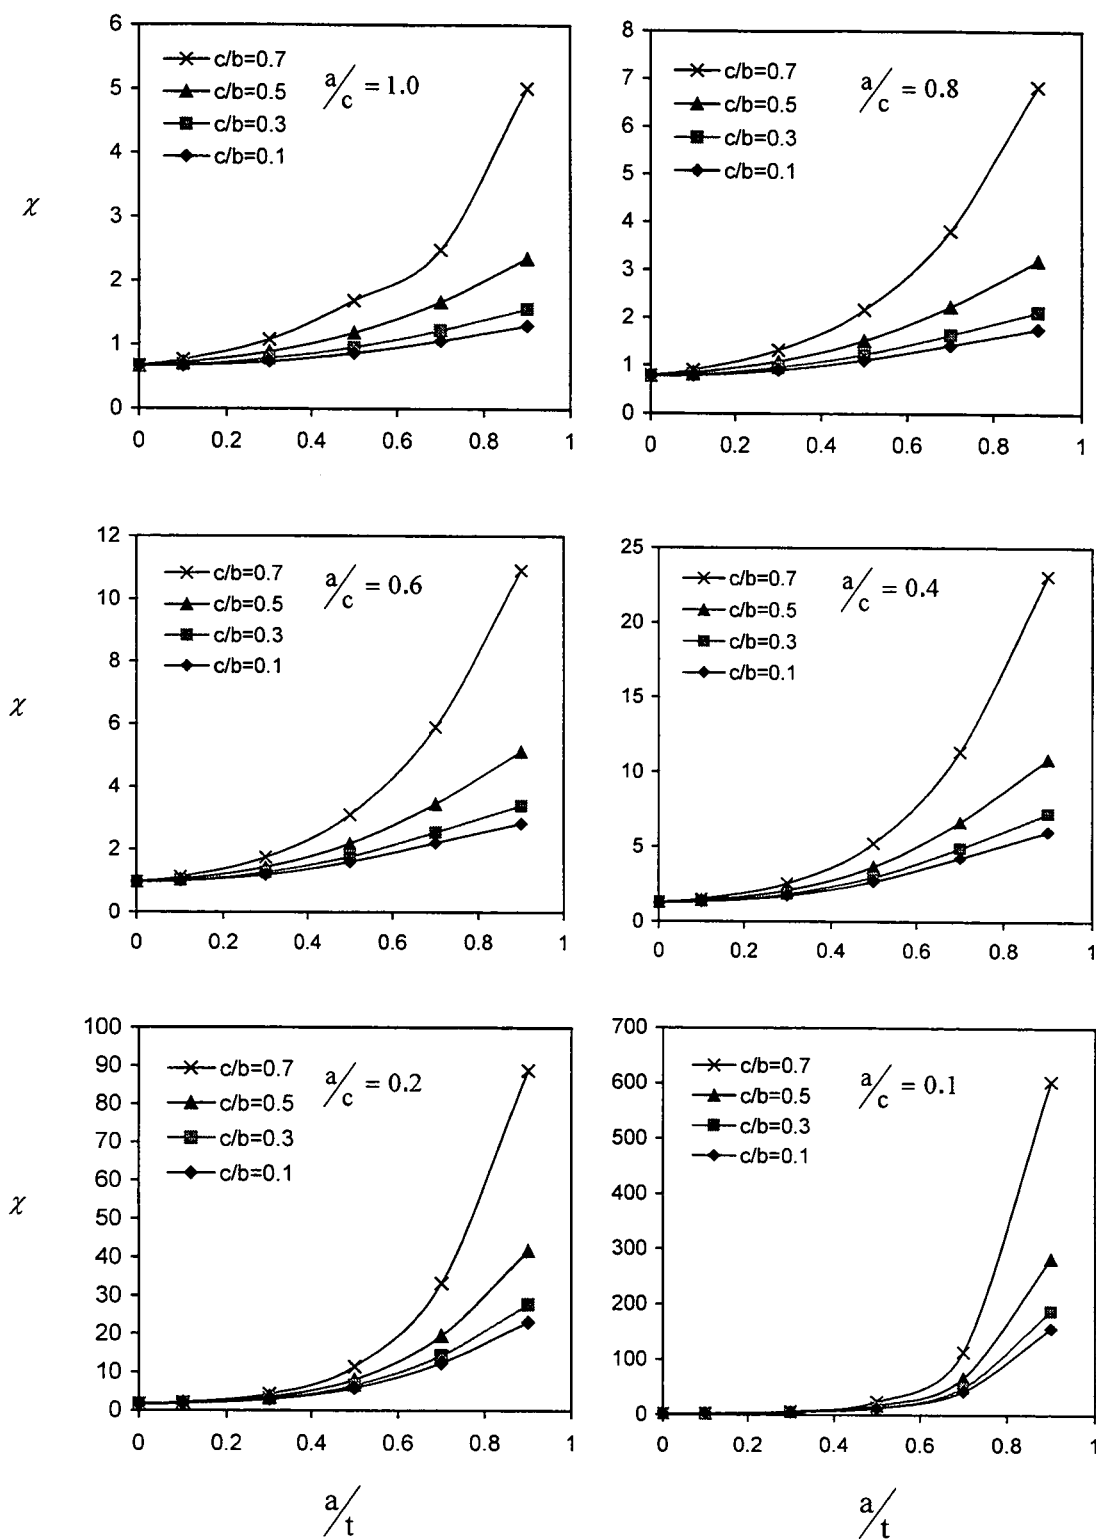 6
5
4
3
2
1
0
χ
c/b=0.7
c/b=0.5
c/b=0.3
c/b=0.1
a/c = 1.0
0 0.2 0.4 0.6 0.8 1
8
7
6
5
4
3
2
1
0
c/b=0.7
c/b=0.5
c/b=0.3
c/b=0.1
a/c = 0.8
0 0.2 0.4 0.6 0.8 1
12
10
8
6
4
2
0
χ
c/b=0.7
c/b=0.5
c/b=0.3
c/b=0.1
a/c = 0.6
0 0.2 0.4 0.6 0.8 1
25
20
15
10
5
0
c/b=0.7
c/b=0.5
c/b=0.3
c/b=0.1
a/c = 0.4
0 0.2 0.4 0.6 0.8 1
100
90
80
70
60
50
40
30
20
10
0
χ
c/b=0.7
c/b=0.5
c/b=0.3
c/b=0.1
a/c = 0.2
0 0.2 0.4 0.6 0.8 1
a/t
700
600
500
400
300
200
100
0
c/b=0.7
c/b=0.5
c/b=0.3
c/b=0.1
a/c = 0.1
0 0.2 0.4 0.6 0.8 1
a/t